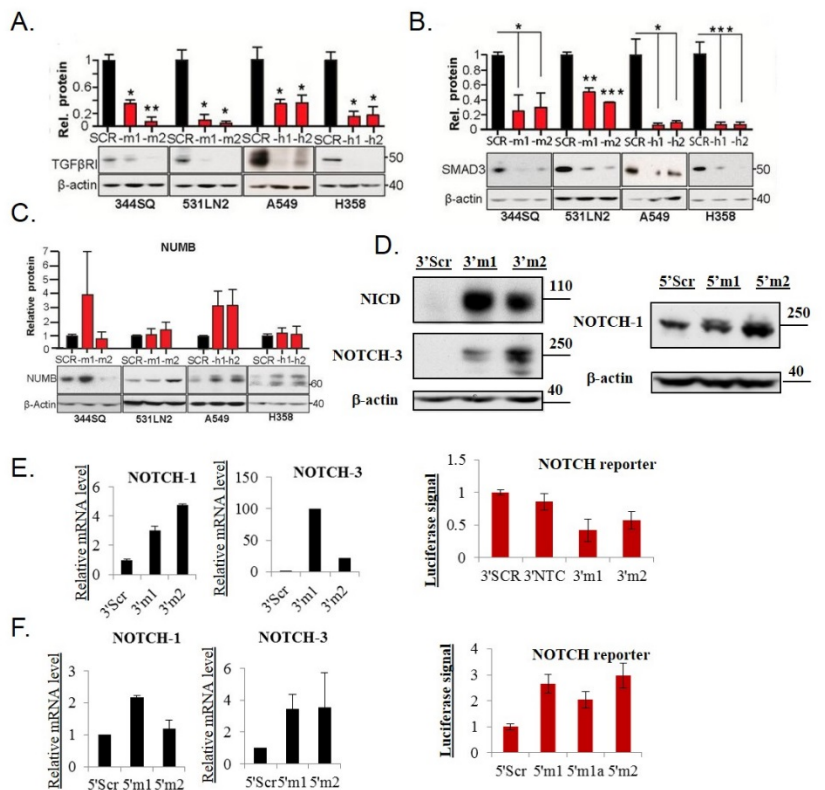 A.
Rel. protein
1
0.8
0.6
0.4
0.2
0
* ** * * * * * *
SCR -m1 -m2 SCR -m1 -m2 SCR -h1 -h2 SCR -h1 -h2
TGFβRI
50
β-actin
40
344SQ 531LN2 A549 H358
B.
Rel. protein
1
0.8
0.6
0.4
0.2
0
* ** *** * ***
SCR -m1 -m2 SCR -m1 -m2 SCR -h1 -h2 SCR -h1 -h2
SMAD3
50
β-actin
40
344SQ 531LN2 A549 H358
C.
NUMB
Relative protein
7
6
5
4
3
2
1
0
SCR -m1 -m2 SCR -m1 -m2 SCR -h1 -h2 SCR -h1 -h2
NUMB
60
β-Actin
40
344SQ 531LN2 A549 H358
D.
3'Scr 3'm1 3'm2
NICD
110
NOTCH-3
250
β-actin
40
5'Scr 5'm1 5'm2
NOTCH-1
250
β-actin
40
E.
NOTCH-1
Relative mRNA level
6
4
2
0
3'Scr 3'm1 3'm2
NOTCH-3
Relative mRNA level
150
100
50
0
3'Scr 3'm1 3'm2
NOTCH reporter
Luciferase signal
1.5
1
0.5
0
3'SCR 3'NTC 3'm1 3'm2
F.
NOTCH-1
Relative mRNA level
3
2
1
0
5'Scr 5'm1 5'm2
NOTCH-3
Relative mRNA level
6
4
2
0
5'Scr 5'm1 5'm2
NOTCH reporter
Luciferase signal
4
3
2
1
0
5'Scr 5'm1 5'm1a 5'm2